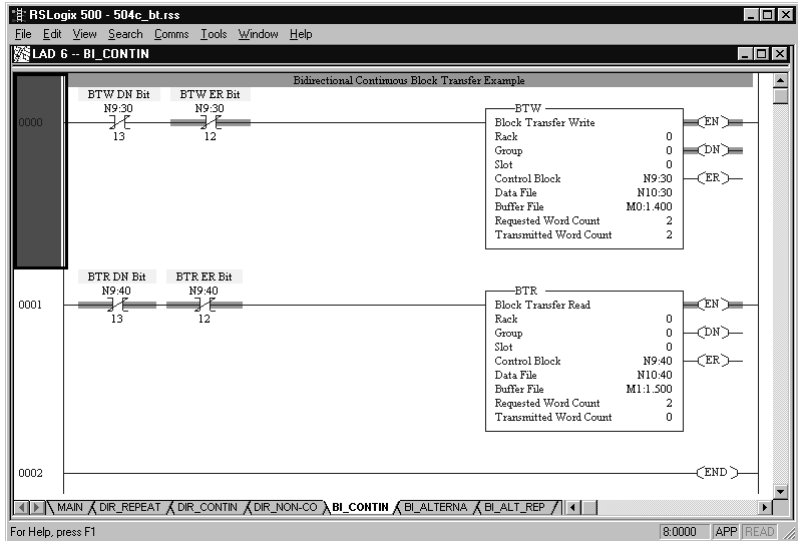 RSLogix 500 - 504c_bt.rss
File Edit View Search Comms Tools Window Help
LAD 6 -- BI_CONTIN
Bidirectional Continuous Block Transfer Example
BTW DN Bit BTW ER Bit
N9:30 N9:30
0000
13 12
BTW
Block Transfer Write
Rack 0
Group 0
Slot 0
Control Block N9:30
Data File N10:30
Buffer File M0:1.400
Requested Word Count 2
Transmitted Word Count 2
EN
DN
ER
BTR DN Bit BTR ER Bit
N9:40 N9:40
0001
13 12
BTR
Block Transfer Read
Rack 0
Group 0
Slot 0
Control Block N9:40
Data File N10:40
Buffer File M1:1.500
Requested Word Count 2
Transmitted Word Count 0
EN
DN
ER
0002 END
MAIN DIR_REPEAT DIR_CONTIN DIR_NON-CO BI_CONTIN BI_ALTERNA BI_ALT_REP
For Help, press F1 8:0000 APP READ